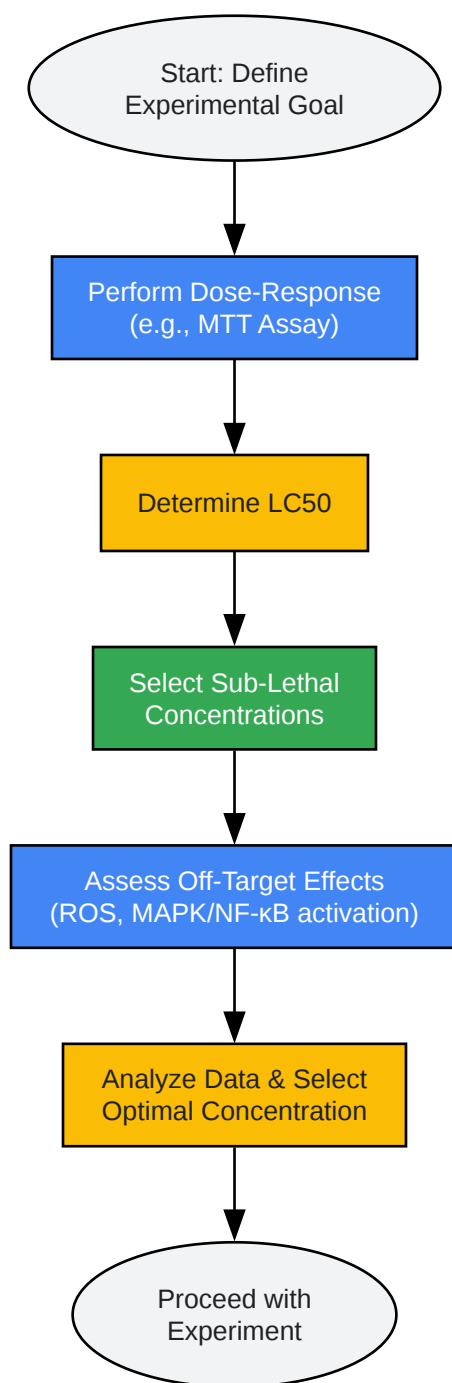 Start: Define
Experimental Goal
Perform Dose-Response
(e.g., MTT Assay)
Determine LC50
Select Sub-Lethal
Concentrations
Assess Off-Target Effects
(ROS, MAPK/NF-κB activation)
Analyze Data & Select
Optimal Concentration
Proceed with
Experiment